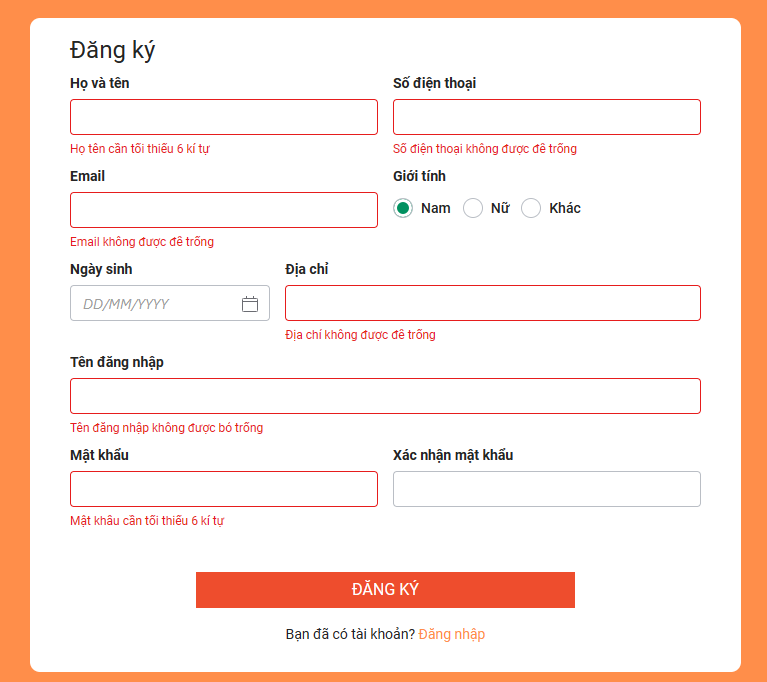 Đăng ký
Họ và tên
Số điện thoại
Họ tên cần tối thiểu 6 kí tự
Số điện thoại không được để trống
Email
Giới tính
Nam
Nữ
Khác
Email không được để trống
Ngày sinh
Địa chỉ
DD/MM/YYYY
Địa chỉ không được để trống
Tên đăng nhập
Tên đăng nhập không được bỏ trống
Mật khẩu
Xác nhận mật khẩu
Mật khẩu cần tối thiểu 6 kí tự
ĐĂNG KÝ
Bạn đã có tài khoản? Đăng nhập